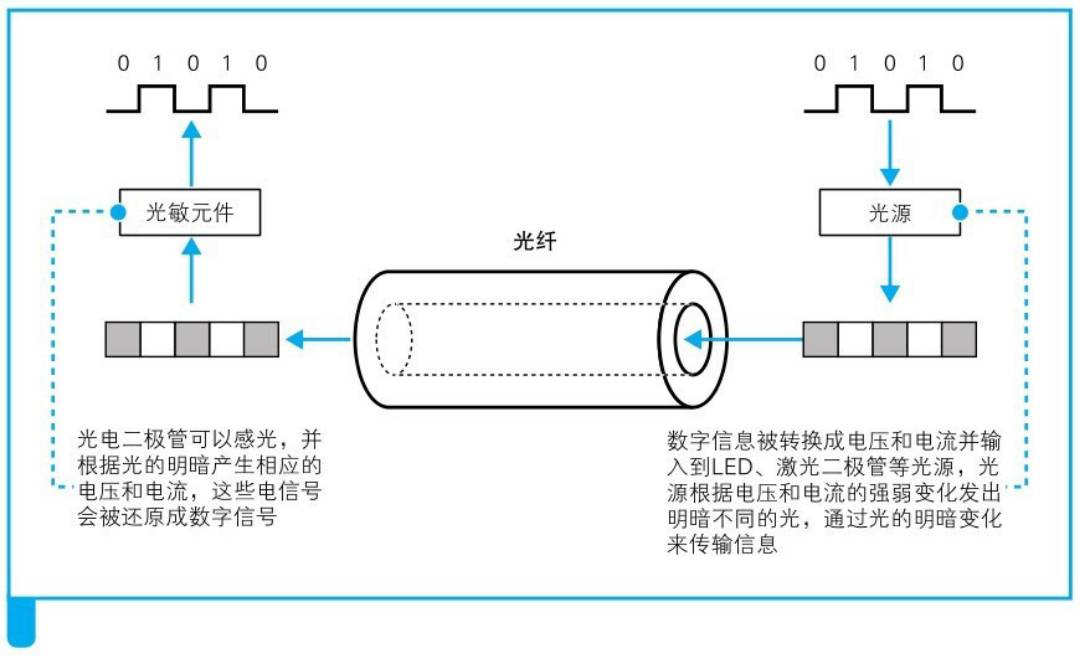 0 1 0 1 0
0 1 0 1 0
光敏元件
光源
光纤
光电二极管可以感光，并
根据光的明暗产生相应的
电压和电流，这些电信号
会被还原成数字信号
数字信息被转换成电压和电流并输
入到LED、激光二极管等光源，光
源根据电压和电流的强弱变化发出
明暗不同的光，通过光的明暗变化
来传输信息